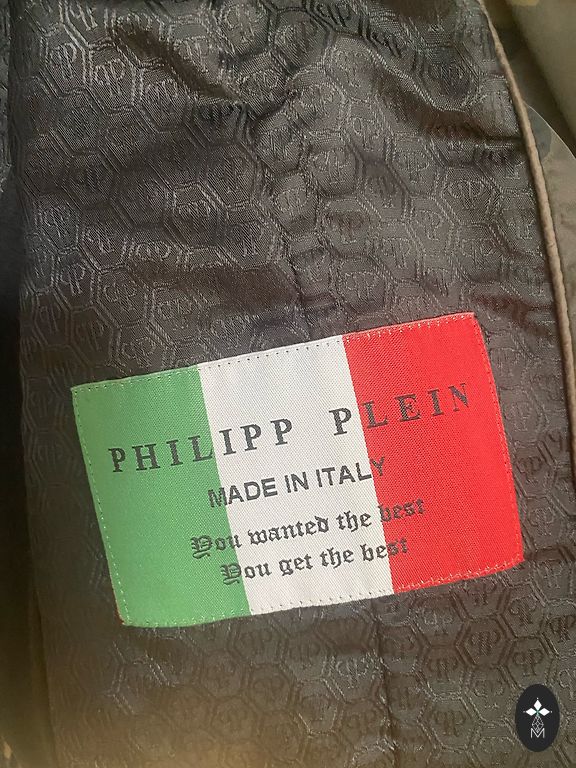 PHILIPP PLEIN
MADE IN ITALY
You wanted the best
You get the best